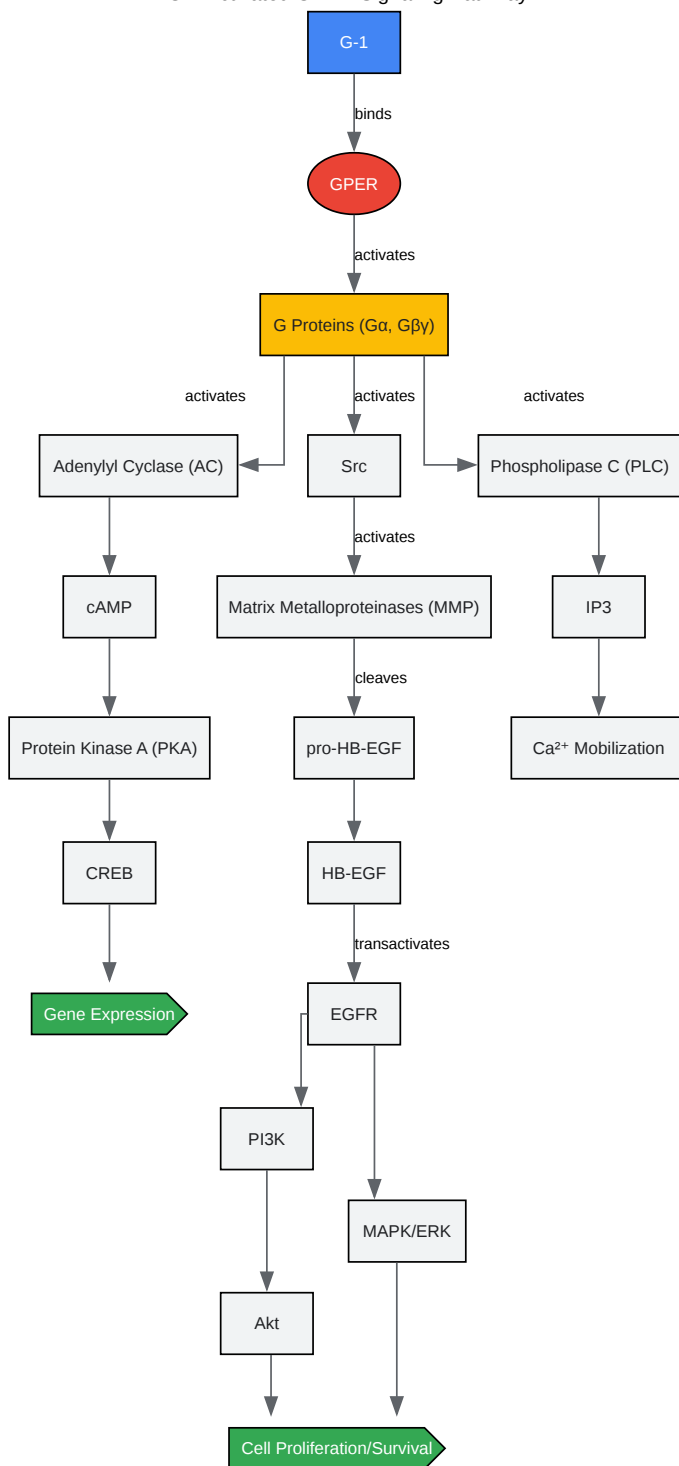 G-1
binds
GPER
activates
G Proteins (Gα, Gβγ)
activates
activates
activates
Adenylyl Cyclase (AC)
Src
Phospholipase C (PLC)
activates
cAMP
Matrix Metalloproteinases (MMP)
IP3
cleaves
Protein Kinase A (PKA)
pro-HB-EGF
Ca²⁺ Mobilization
CREB
HB-EGF
transactivates
Gene Expression
EGFR
PI3K
MAPK/ERK
Akt
Cell Proliferation/Survival